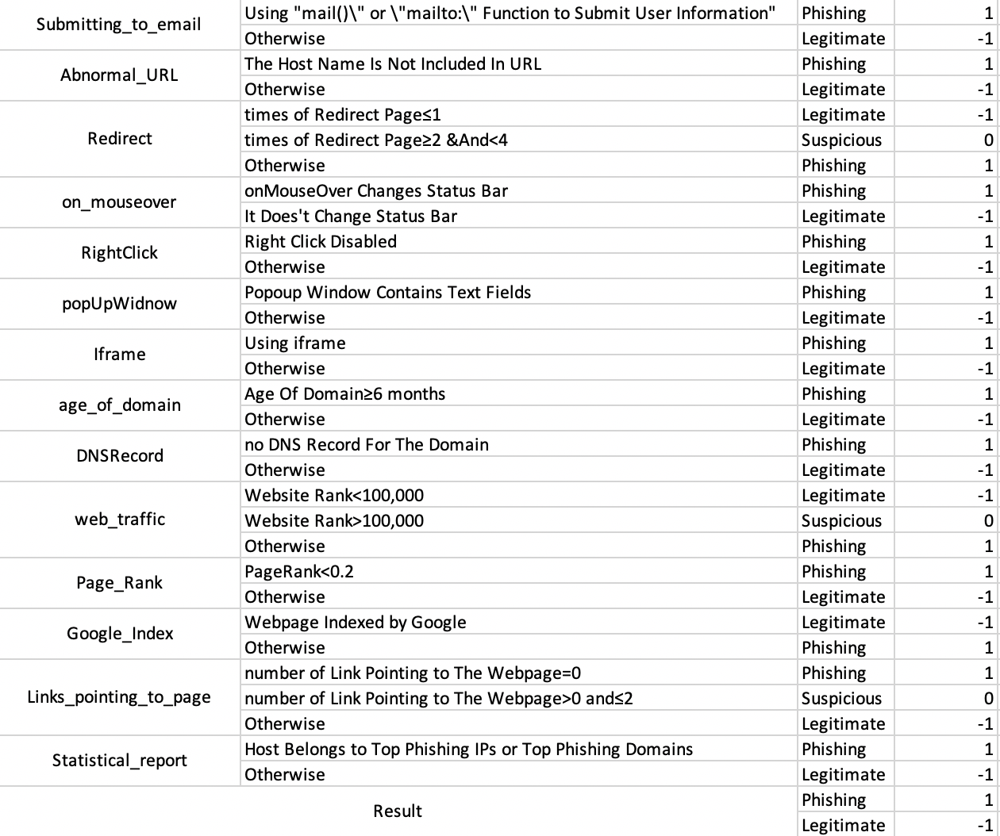 Submitting_to_email
Using "mail()\" or \"mailto:\" Function to Submit User Information" Phishing 1
Otherwise Legitimate -1
Abnormal_URL
The Host Name Is Not Included In URL Phishing 1
Otherwise Legitimate -1
Redirect
times of Redirect Page≤1 Legitimate -1
times of Redirect Page≥2 &And<4 Suspicious 0
Otherwise Phishing 1
on_mouseover
onMouseOver Changes Status Bar Phishing 1
It Does't Change Status Bar Legitimate -1
RightClick
Right Click Disabled Phishing 1
Otherwise Legitimate -1
popUpWidnow
Popoup Window Contains Text Fields Phishing 1
Otherwise Legitimate -1
Iframe
Using iframe Phishing 1
Otherwise Legitimate -1
age_of_domain
Age Of Domain≥6 months Phishing 1
Otherwise Legitimate -1
DNSRecord
no DNS Record For The Domain Phishing 1
Otherwise Legitimate -1
web_traffic
Website Rank<100,000 Legitimate -1
Website Rank>100,000 Suspicious 0
Otherwise Phishing 1
Page_Rank
PageRank<0.2 Phishing 1
Otherwise Legitimate -1
Google_Index
Webpage Indexed by Google Legitimate -1
Otherwise Phishing 1
Links_pointing_to_page
number of Link Pointing to The Webpage=0 Phishing 1
number of Link Pointing to The Webpage>0 and≤2 Suspicious 0
Otherwise Legitimate -1
Statistical_report
Host Belongs to Top Phishing IPs or Top Phishing Domains Phishing 1
Otherwise Legitimate -1
Result
Phishing 1
Legitimate -1